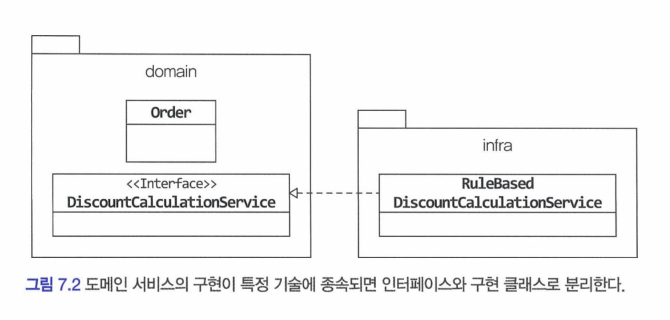 domain
Order
<<Interface>>
DiscountCalculationService
infra
RuleBased
DiscountCalculationService
그림 7.2 도메인 서비스의 구현이 특정 기술에 종속되면 인터페이스와 구현 클래스로 분리한다.